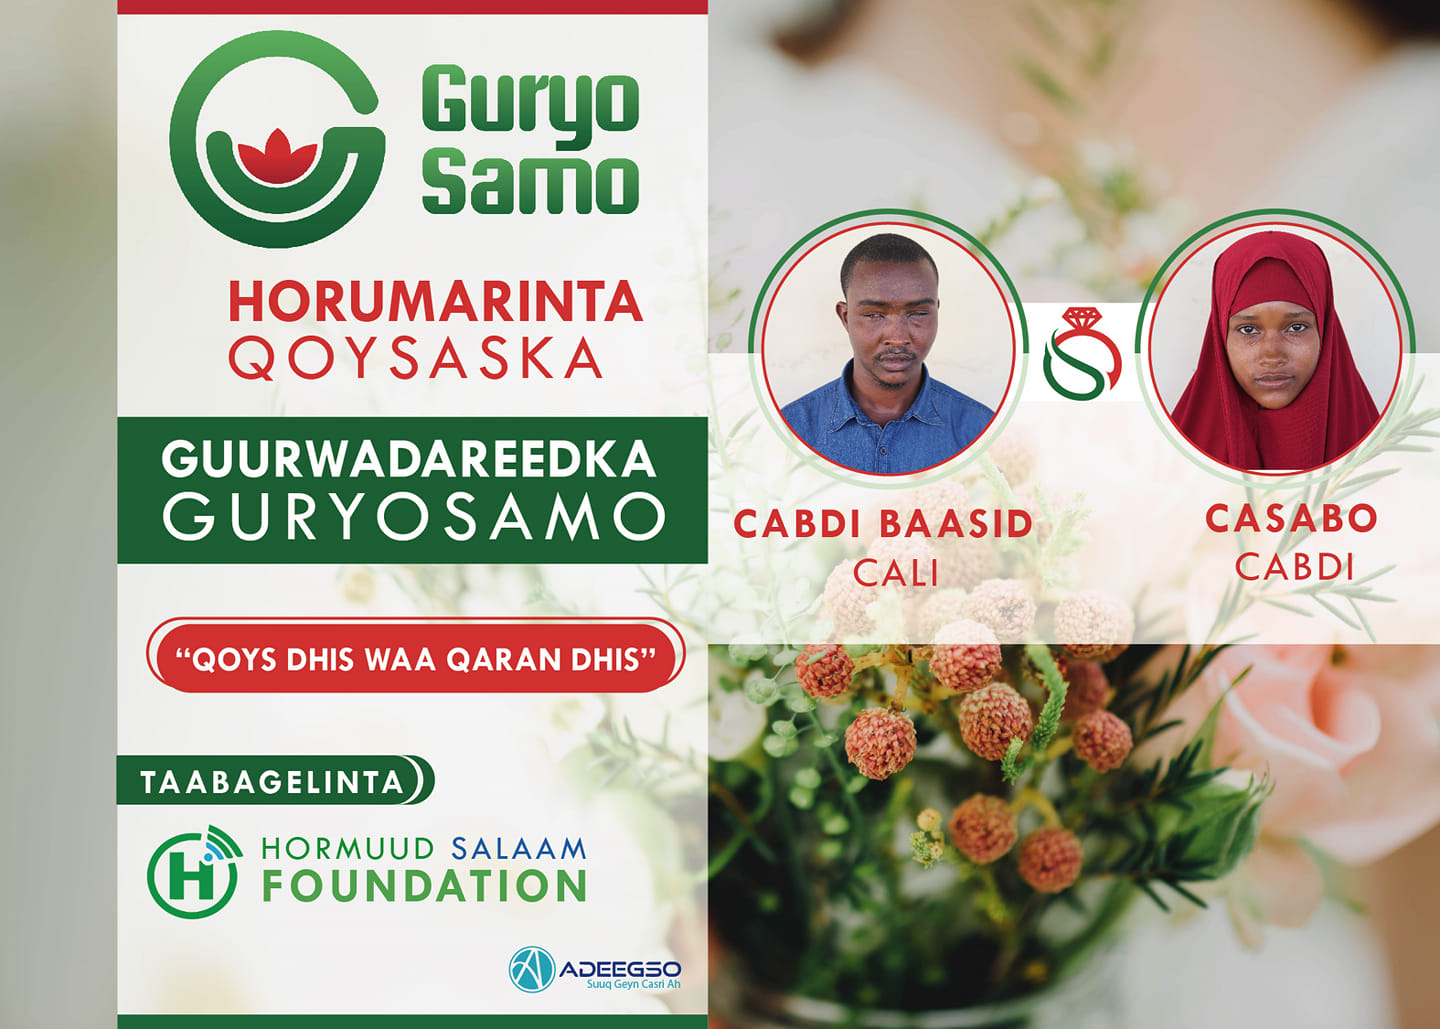 Guryo
Samo
HORUMARINTA
QOYSASKA
GUURWADAREEDKA
GURYOSAMO
“QOYS DHIS WAA QARAN DHIS”
TAABAGELINTA
H
HORMUUD SALAAM
FOUNDATION
ADEEGSO
Suuq Geyn Casri Ah
CABDI BAASID
CALI
CASABO
CABDI